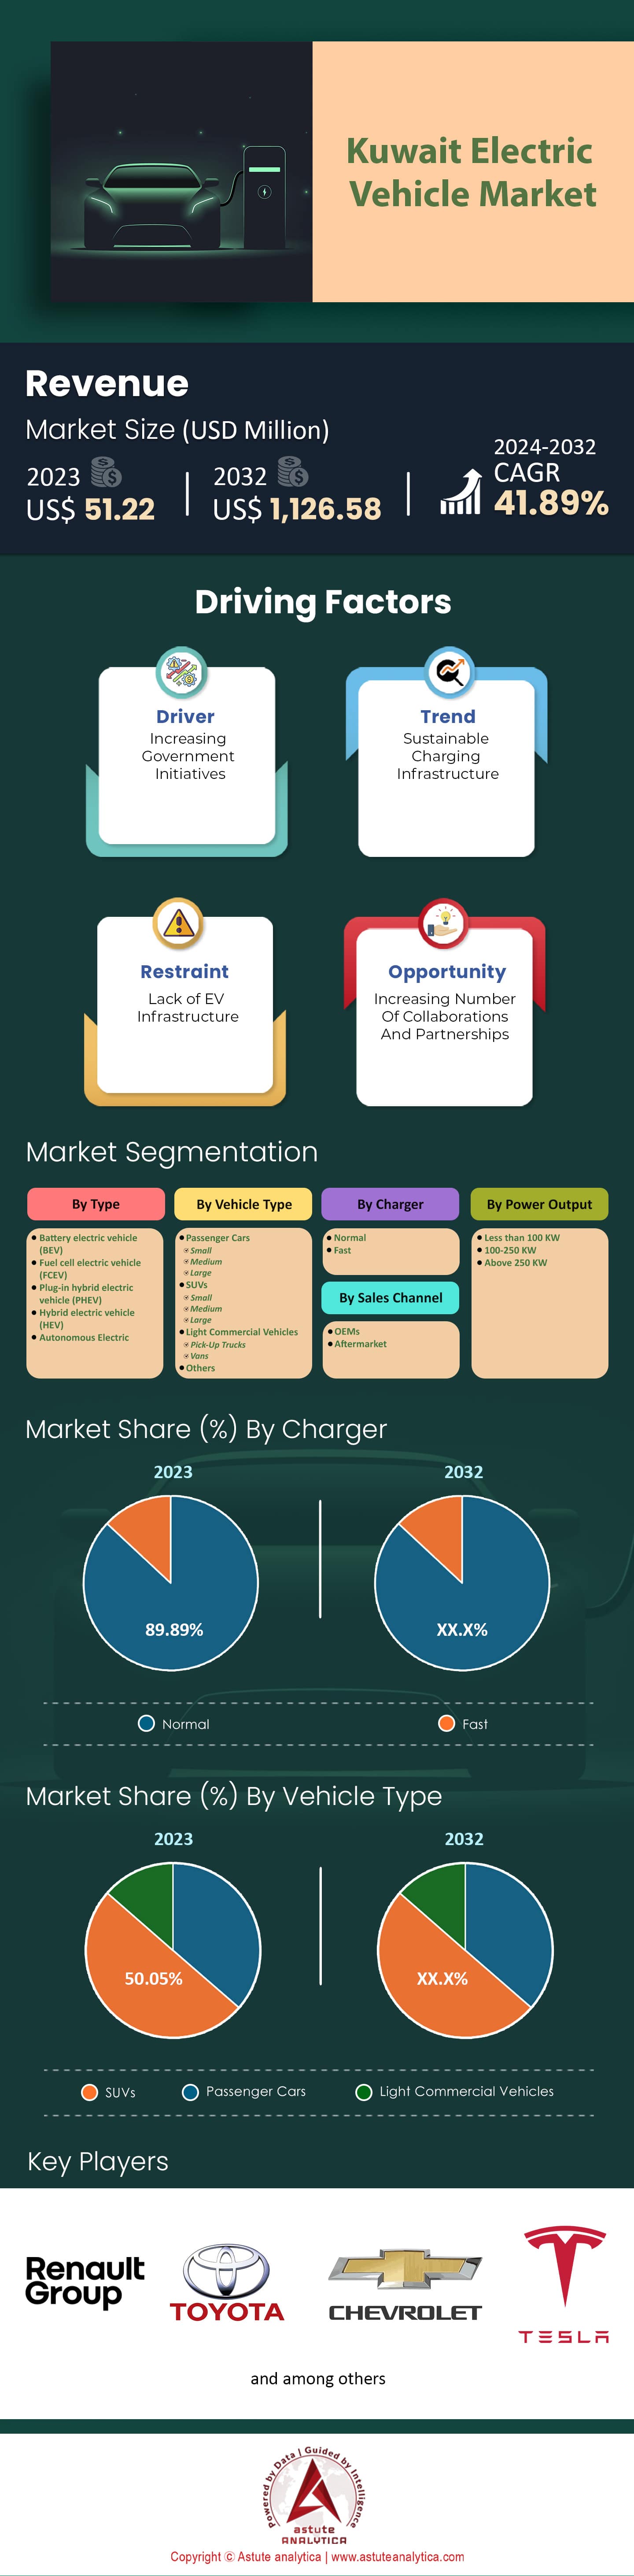 Kuwait Electric
Vehicle Market
Revenue
Market Size (USD Million)
2023
US$ 51.22
2032
US$ 1,126.58
2024-2032
CAGR
41.89%
Driving Factors
Driver
Increasing
Government
Initiatives
Trend
Sustainable
Charging
Infrastructure
Restraint
Lack of EV
Infrastructure
Opportunity
Increasing Number
Of Collaborations
And Partnerships
Market Segmentation
By Type
Battery electric vehicle
(BEV)
Fuel cell electric vehicle
(FCEV)
Plug-in hybrid electric
vehicle (PHEV)
Hybrid electric vehicle
(HEV)
Autonomous Electric
By Vehicle Type
Passenger Cars
Small
Medium
Large
SUVs
Small
Medium
Large
Light Commercial Vehicles
Pick-Up Trucks
Vans
Others
By Charger
Normal
Fast
By Sales Channel
OEMs
Aftermarket
By Power Output
Less than 100 KW
100-250 KW
Above 250 KW
Market Share (%) By Charger
2023
2032
89.89%
XX.X%
Normal
Fast
Market Share (%) By Vehicle Type
2023
2032
50.05%
XX.X%
SUVs
Passenger Cars
Light Commercial Vehicles
Key Players
Renault
Group
TOYOTA
CHEVROLET
TESLA
and among others
Powered by Data | Guided by Intelligence
astute
ANALYTICA
Copyright © Astute analytica | www.astuteanalytica.com